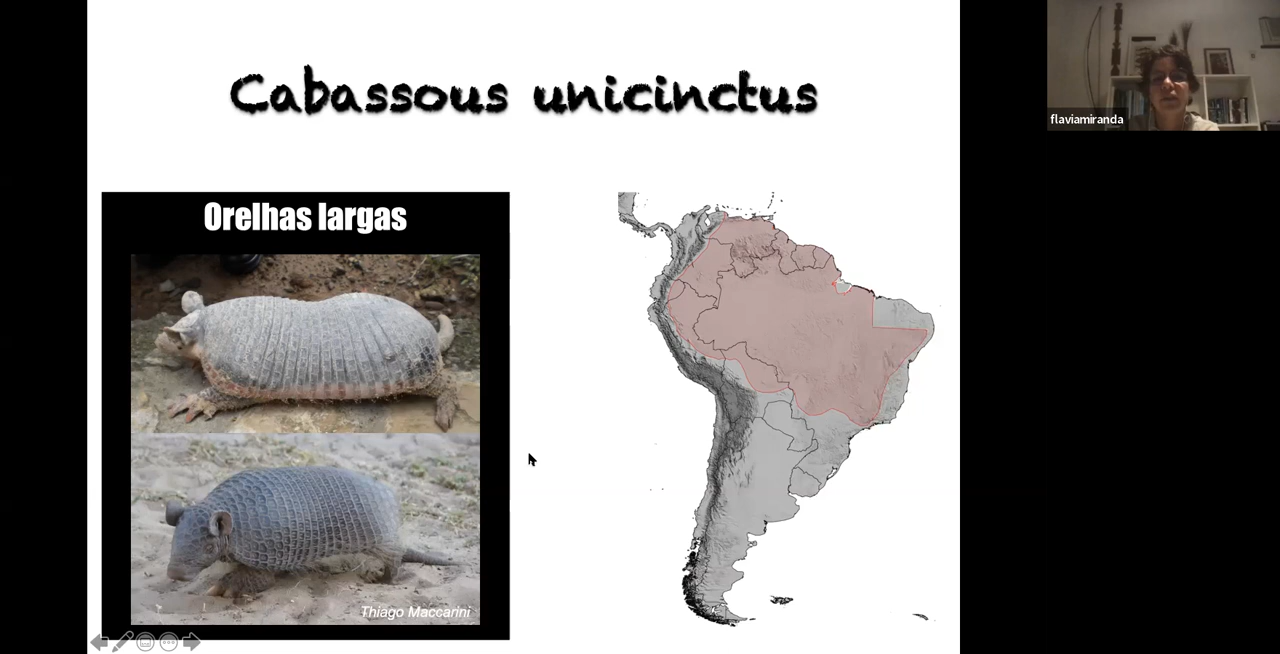 Cabassous unicinctus
flaviamiranda
Orelhas largas
Thiago Maccarini